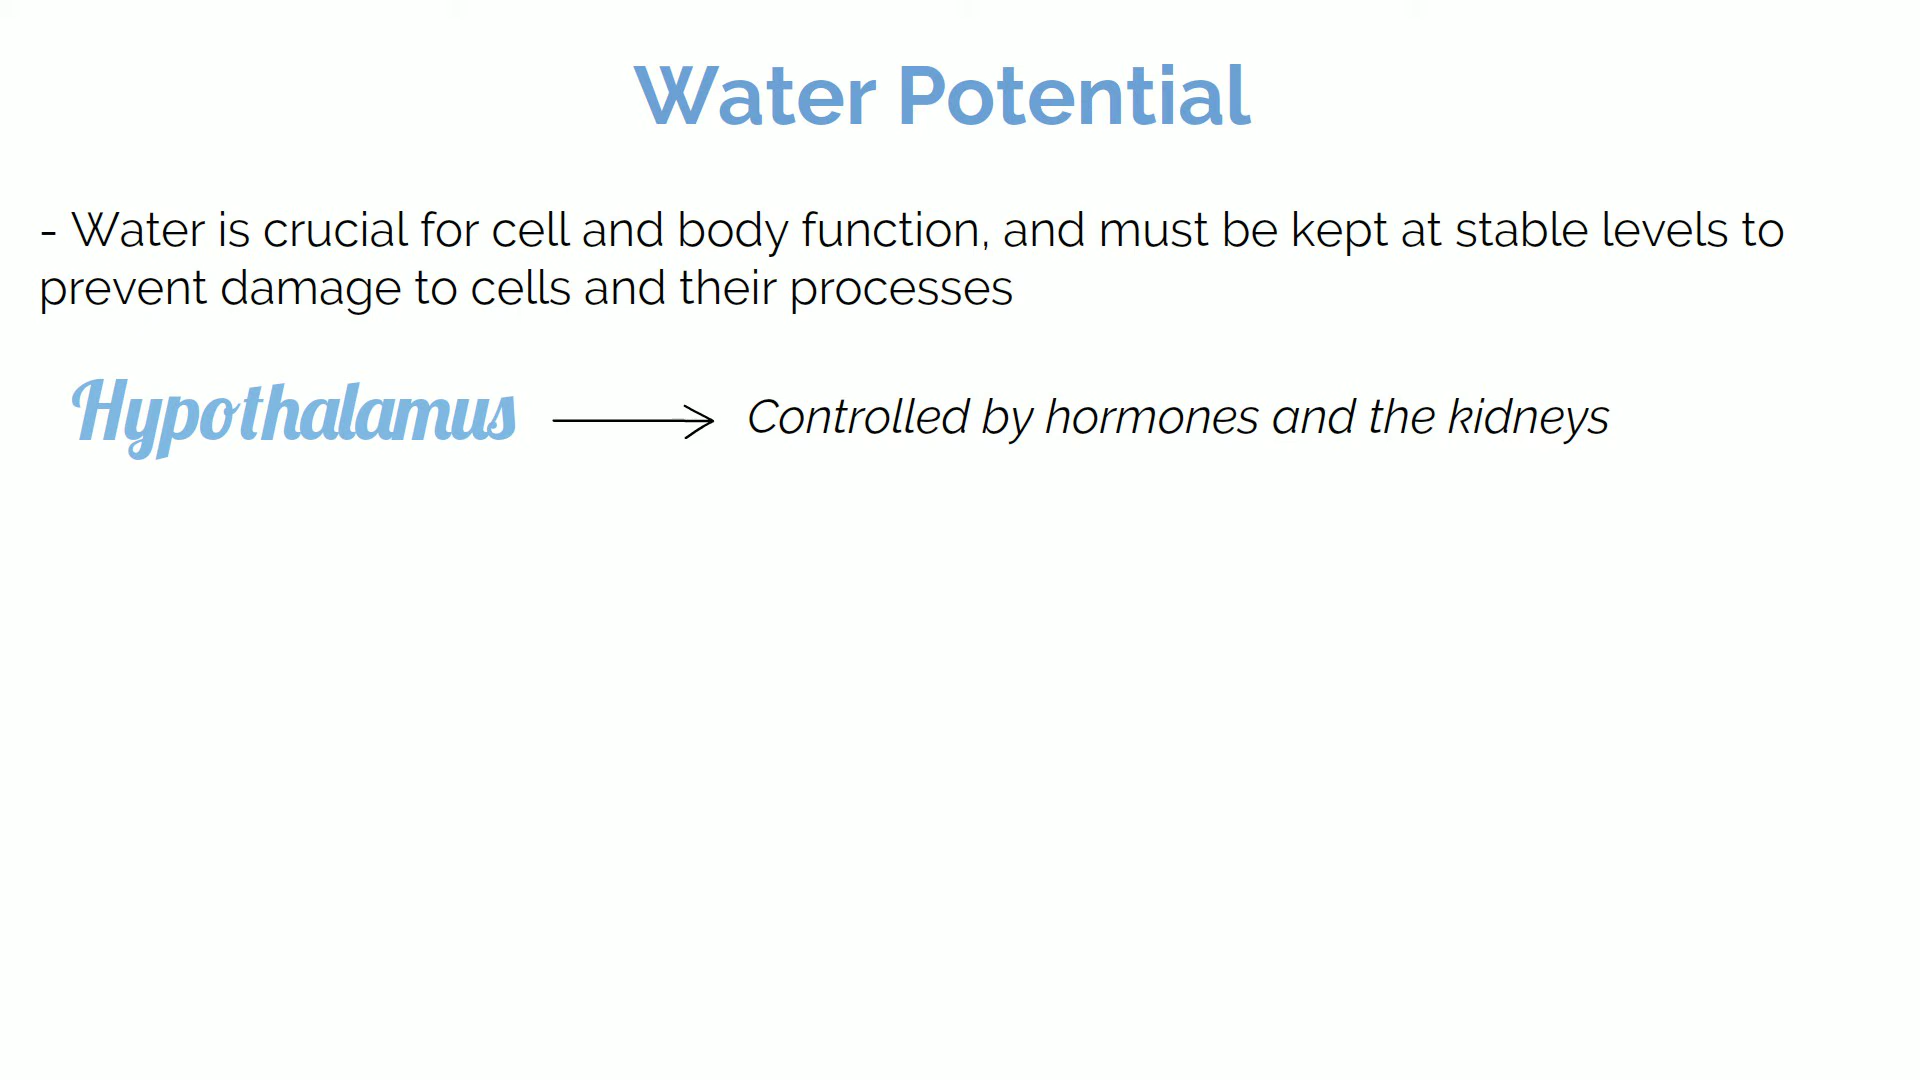 Water Potential
- Water is crucial for cell and body function, and must be kept at stable levels to
prevent damage to cells and their processes
Hypothalamus
Controlled by hormones and the kidneys